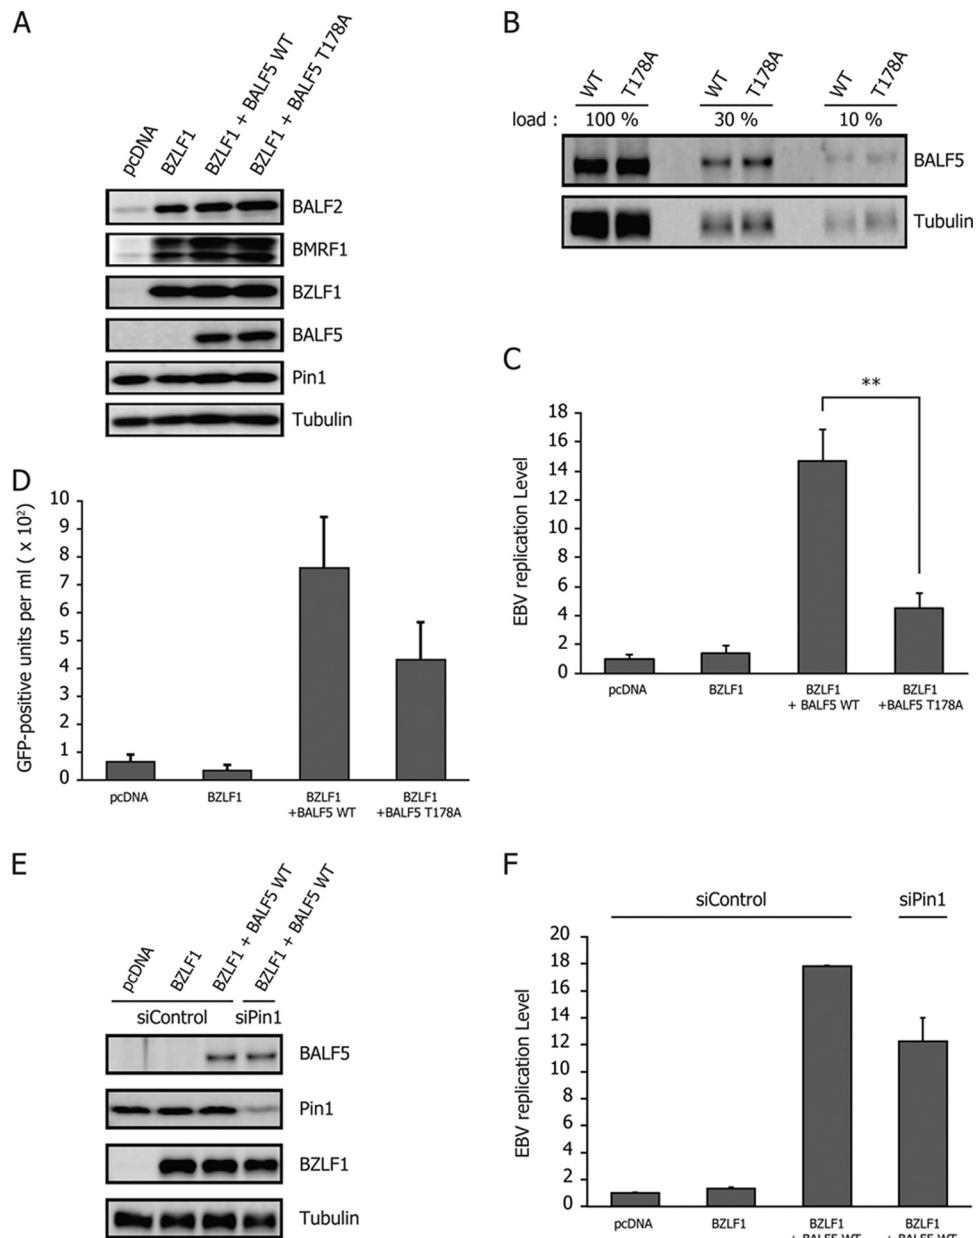 A
pcDNA
BZLF1
BZLF1 + BALF5 WT
BZLF1 + BALF5 T178A
BALF2
BMRF1
BZLF1
BALF5
Pin1
Tubulin
B
WT
T178A
WT
T178A
WT
T178A
load :
100 %
30 %
10 %
BALF5
Tubulin
C
EBV replication Level
18
16
14
12
10
8
6
4
2
0
**
pcDNA
BZLF1
BZLF1
+ BALF5 WT
BZLF1
+BALF5 T178A
D
GFP-positive units per ml ( x 10²)
10
9
8
7
6
5
4
3
2
1
0
pcDNA
BZLF1
BZLF1
+BALF5 WT
BZLF1
+BALF5 T178A
E
pcDNA
BZLF1
BZLF1 + BALF5 WT
BZLF1 + BALF5 WT
siControl
siPin1
BALF5
Pin1
BZLF1
Tubulin
F
siControl
siPin1
EBV replication Level
20
18
16
14
12
10
8
6
4
2
0
pcDNA
BZLF1
BZLF1
+ BALF5 WT
BZLF1
+ BALF5 WT